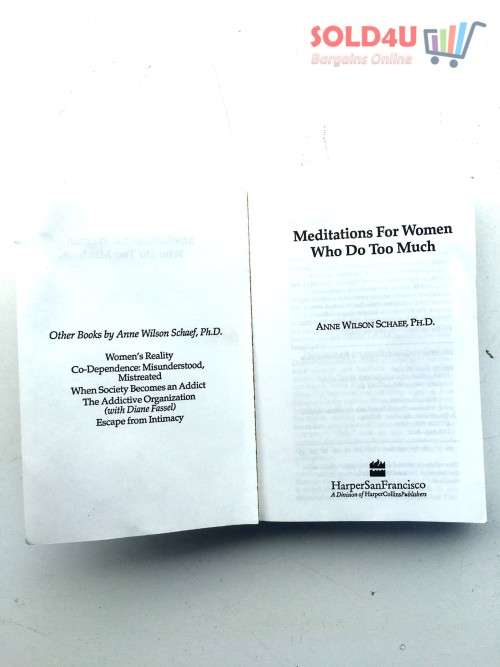 SOLD4U
Bargains Online
Other Books by Anne Wilson Schaef, Ph.D.
Women's Reality
Co-Dependence: Misunderstood,
Mistreated
When Society Becomes an Addict
The Addictive Organization
(with Diane Fassel)
Escape from Intimacy
Meditations For Women
Who Do Too Much
ANNE WILSON SCHAEF, PH.D.
HarperSanFrancisco
A Division of HarperCollinsPublishers